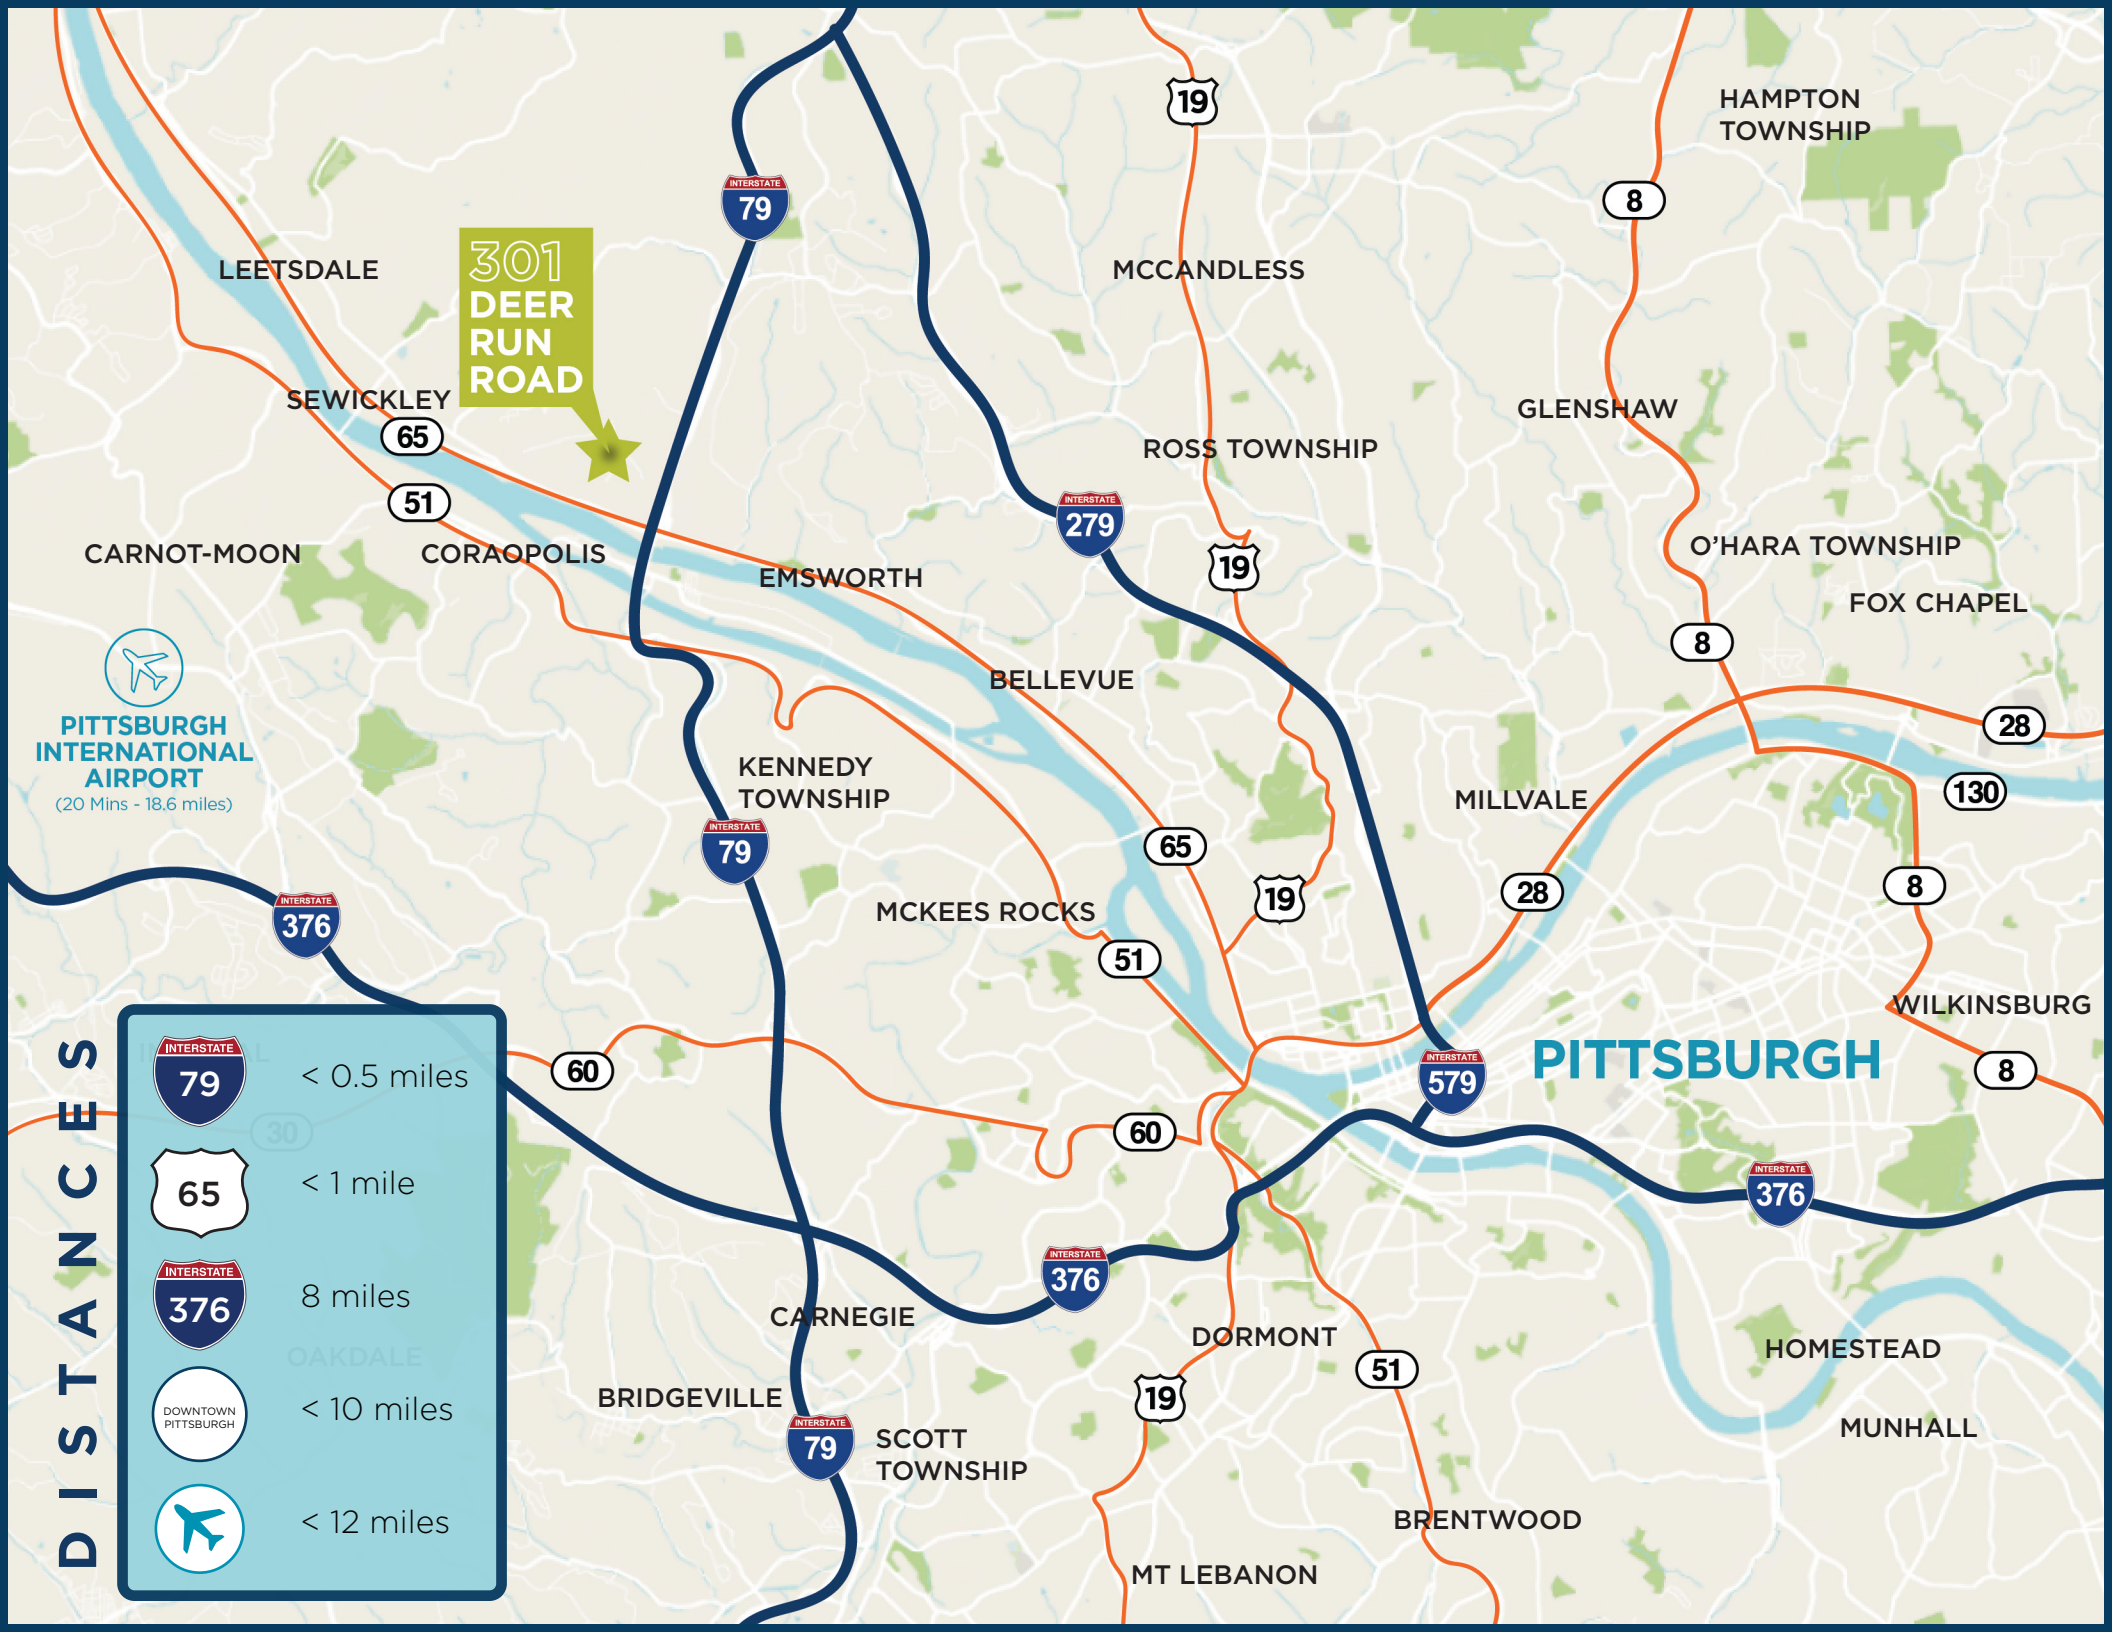 19
HAMPTON
TOWNSHIP
INTERSTATE
79
8
LEETSDALE
301
DEER
RUN
ROAD
MCCANDLESS
SEWICKLEY
65
GLENSHAW
ROSS TOWNSHIP
51
INTERSTATE
279
CARNOT-MOON
CORAOPOLIS
EMSWORTH
19
O'HARA TOWNSHIP
FOX CHAPEL
8
BELLEVUE
PITTSBURGH
INTERNATIONAL
AIRPORT
(20 Mins - 18.6 miles)
28
KENNEDY
TOWNSHIP
MILLVALE
130
INTERSTATE
79
65
19
28
8
INTERSTATE
376
MCKEES ROCKS
51
WILKINSBURG
PITTSBURGH
INTERSTATE
579
8
60
60
INTERSTATE
376
INTERSTATE
376
CARNEGIE
DORMONT
HOMESTEAD
51
BRIDGEVILLE
19
MUNHALL
INTERSTATE
79
SCOTT
TOWNSHIP
BRENTWOOD
MT LEBANON
DISTANCES
INTERSTATE
79
< 0.5 miles
30
65
< 1 mile
INTERSTATE
376
8 miles
OAKDALE
DOWNTOWN
PITTSBURGH
< 10 miles
< 12 miles